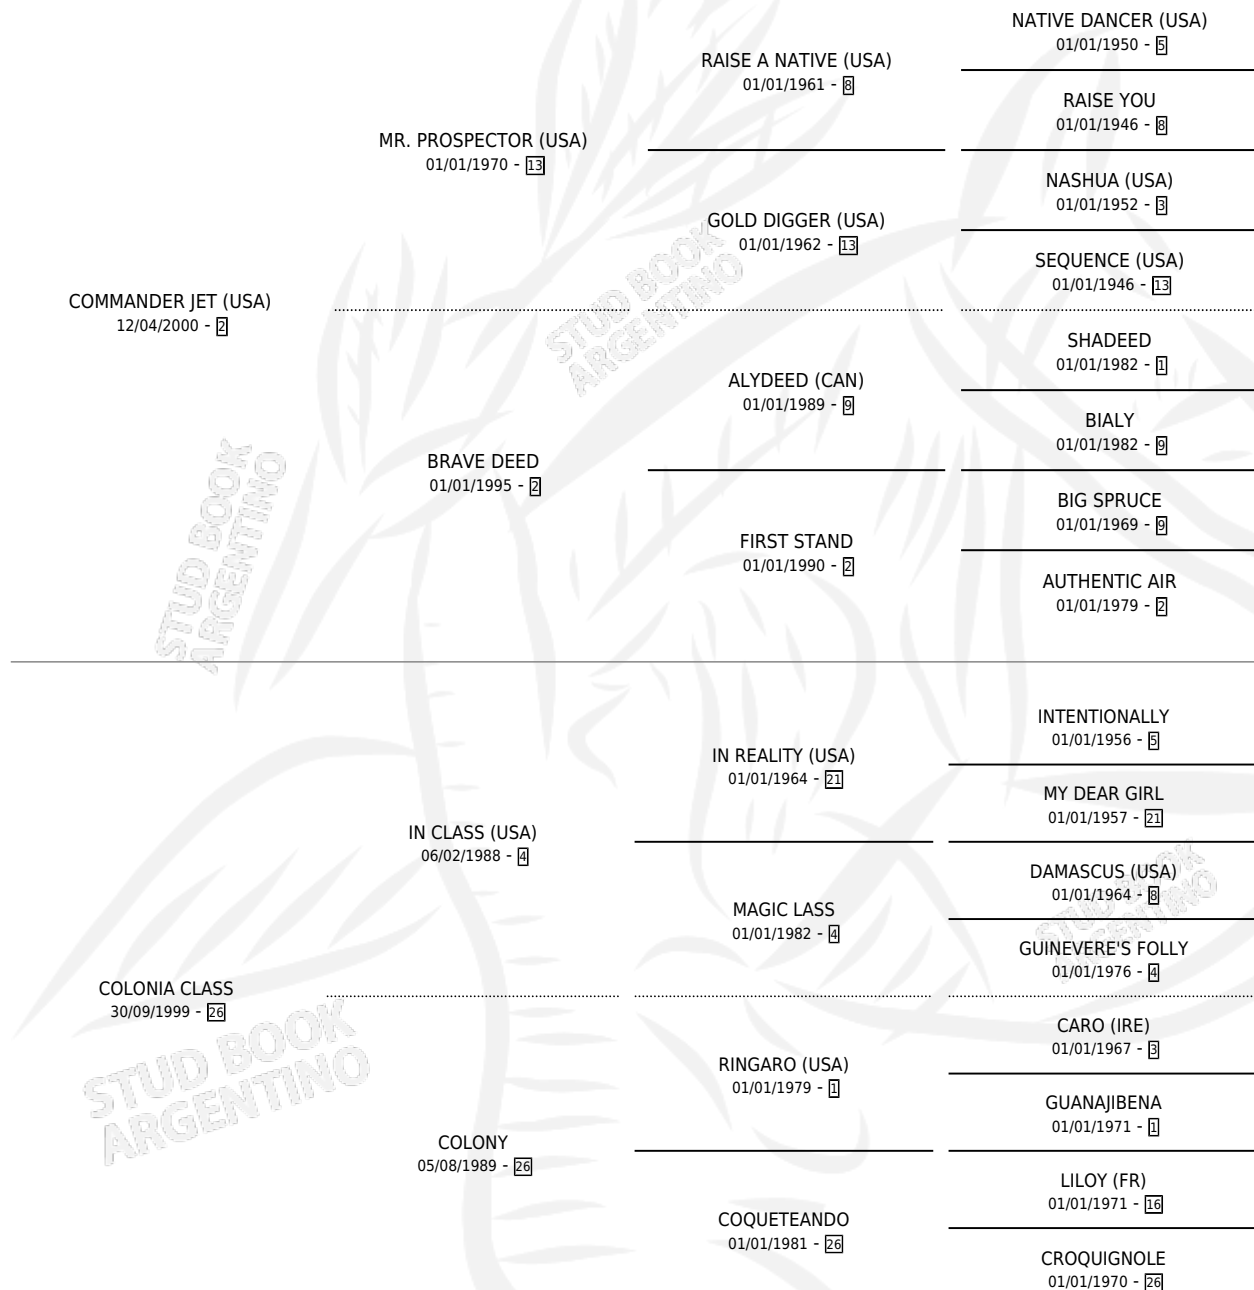 NATIVE DANCER (USA)
01/01/1950 - 5
RAISE A NATIVE (USA)
01/01/1961 - 8
RAISE YOU
01/01/1946 - 8
MR. PROSPECTOR (USA)
01/01/1970 - 13
NASHUA (USA)
01/01/1952 - 3
GOLD DIGGER (USA)
01/01/1962 - 13
SEQUENCE (USA)
01/01/1946 - 13
COMMANDER JET (USA)
12/04/2000 - 2
SHADEED
01/01/1982 - 1
ALYDEED (CAN)
01/01/1989 - 9
BIALY
01/01/1982 - 9
BRAVE DEED
01/01/1995 - 2
BIG SPRUCE
01/01/1969 - 9
FIRST STAND
01/01/1990 - 2
AUTHENTIC AIR
01/01/1979 - 2
INTENTIONALLY
01/01/1956 - 5
IN REALITY (USA)
01/01/1964 - 21
MY DEAR GIRL
01/01/1957 - 21
IN CLASS (USA)
06/02/1988 - 4
DAMASCUS (USA)
01/01/1964 - 8
MAGIC LASS
01/01/1982 - 4
GUINEVERE'S FOLLY
01/01/1976 - 4
COLONIA CLASS
30/09/1999 - 26
CARO (IRE)
01/01/1967 - 3
RINGARO (USA)
01/01/1979 - 1
GUANAJIBENA
01/01/1971 - 1
COLONY
05/08/1989 - 26
LILOY (FR)
01/01/1971 - 16
COQUETEANDO
01/01/1981 - 26
CROQUIGNOLE
01/01/1970 - 26
STUD BOOK
ARGENTINO
STUD BOOK
ARGENTINO
STUD BOOK
ARGENTINO
STUD BOOK
ARGENTINO